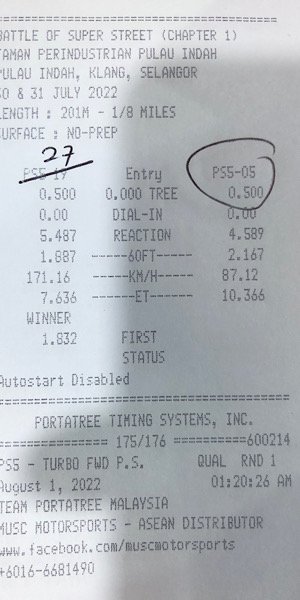 BATTLE OF SUPER STREET (CHAPTER 1)
TAMAN PERINDUSTRIAN PULAU INDAH
PULAU INDAH, KLANG, SELANGOR
30 & 31 JULY 2022
LENGTH : 201M - 1/8 MILES
SURFACE : NO-PREP
27
PS5-19 Entry PS5-05
0.500 0.000 TREE 0.500
0.00 DIAL-IN 0.00
5.487 REACTION 4.589
1.887 -----60FT----- 2.167
171.16 -----KM/H----- 87.12
7.636 ------ET------ 10.366
WINNER
1.832 FIRST
STATUS
Autostart Disabled
PORTATREE TIMING SYSTEMS, INC.
=============== 175/176 ==========600214
PS5 - TURBO FWD P.S. QUAL RND 1
August 1, 2022 01:20:26 AM
TEAM PORTATREE MALAYSIA
MUSC MOTORSPORTS - ASEAN DISTRIBUTOR
www.facebook.com/muscmotorsports
+6016-6681490